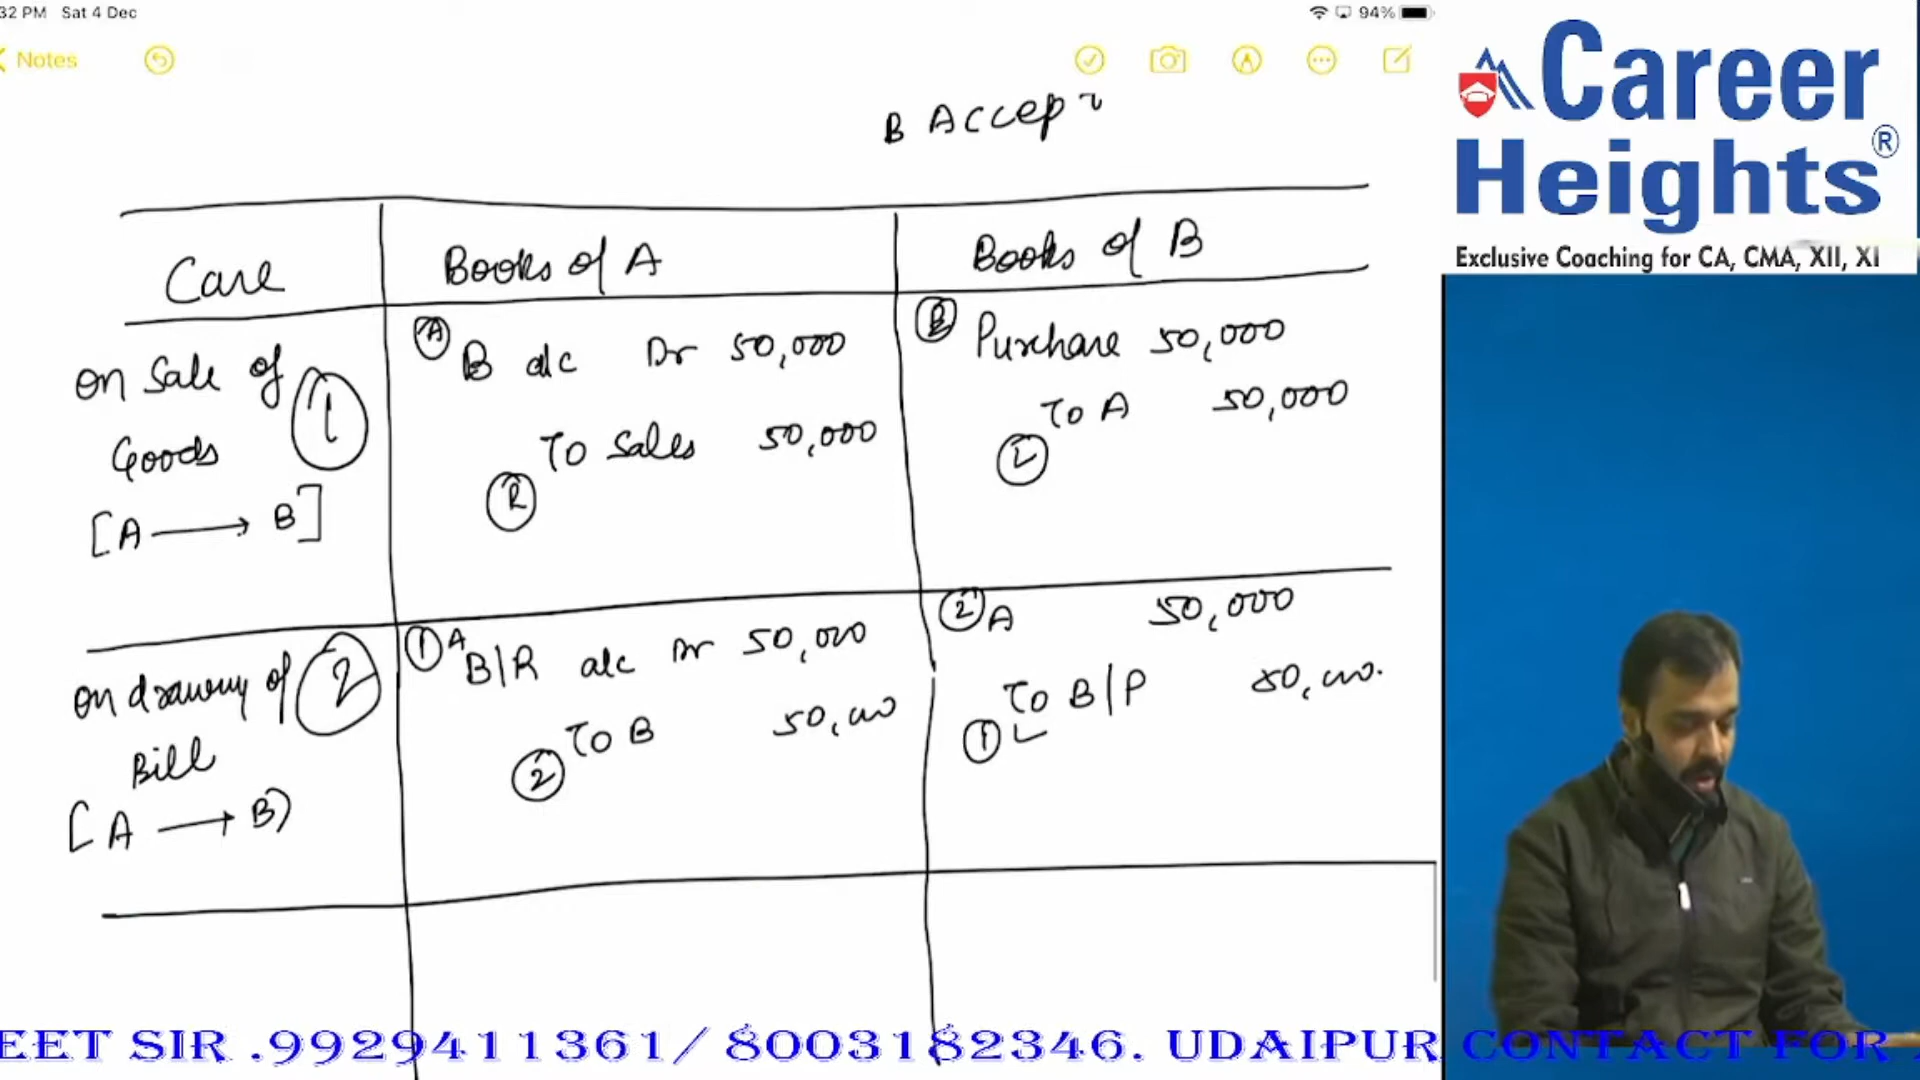 32 PM Sat 4 Dec
94%
Notes
B Accept
Case
Books of A
Books of B
on Sale of
Goods
1
[A → B]
A
B a/c Dr 50,000
To Sales 50,000
R
Purchase 50,000
To A 50,000
L
on drawing of
Bill
2
[A → B)
1 A
B/R a/c Dr 50,000
To B 50,000
2
2 A 50,000
To B/P 50,000.
1 L
Career
Heights®
Exclusive Coaching for CA, CMA, XII, XI
EET SIR .9929411361/ 8003182346. UDAIPUR CONTACT FOR